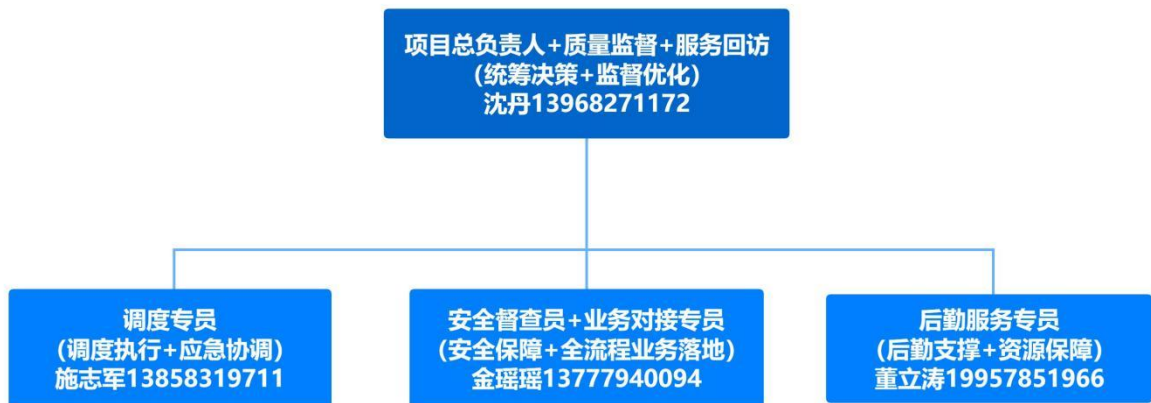 项目总负责人+质量监督+服务回访
(统筹决策+监督优化)
沈丹13968271172
调度专员
(调度执行+应急协调)
施志军13858319711
安全督查员+业务对接专员
(安全保障+全流程业务落地)
金瑶瑶13777940094
后勤服务专员
(后勤支撑+资源保障)
董立涛19957851966